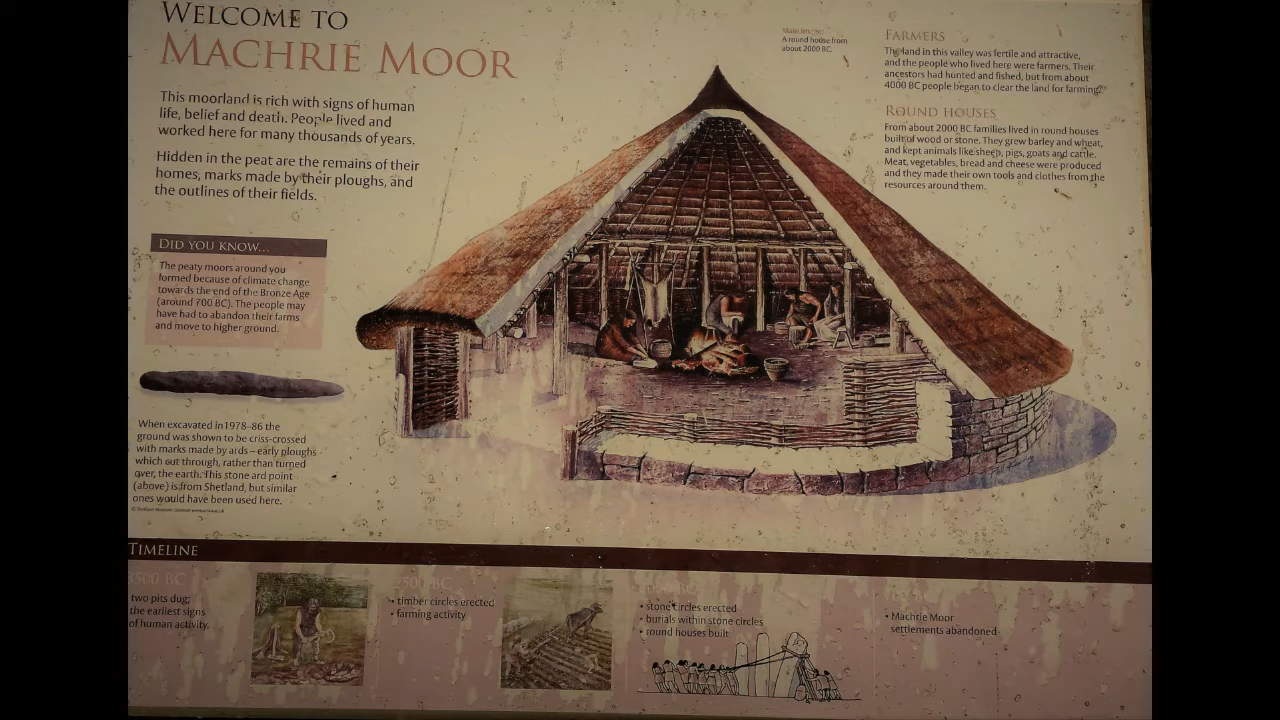 WELCOME TO
MACHRIE MOOR
This moorland is rich with signs of human
life, belief and death. People lived and
worked here for many thousands of years.
Hidden in the peat are the remains of their
homes, marks made by their ploughs, and
the outlines of their fields.
DID YOU KNOW...
The peaty moors around you
formed because of climate change
towards the end of the Bronze Age
(around 700 BC). The people may
have had to abandon their farms
and move to higher ground.
When excavated in 1978–86 the
ground was shown to be criss-crossed
with marks made by ards – early ploughs
which cut through, rather than turned
over, the earth. This stone ard point
(above) is from Shetland, but similar
ones would have been used here.
Main image:
A round house from
about 2000 BC.
FARMERS
The land in this valley was fertile and attractive,
and the people who lived here were farmers. Their
ancestors had hunted and fished, but from about
4000 BC people began to clear the land for farming.
ROUND HOUSES
From about 2000 BC families lived in round houses
built of wood or stone. They grew barley and wheat,
and kept animals like sheep, pigs, goats and cattle.
Meat, vegetables, bread and cheese were produced
and they made their own tools and clothes from the
resources around them.
TIMELINE
3500 BC
two pits dug;
the earliest signs
of human activity.
2500 BC
• timber circles erected
• farming activity
• stone circles erected
• burials within stone circles
• round houses built
• Machrie Moor
settlements abandoned